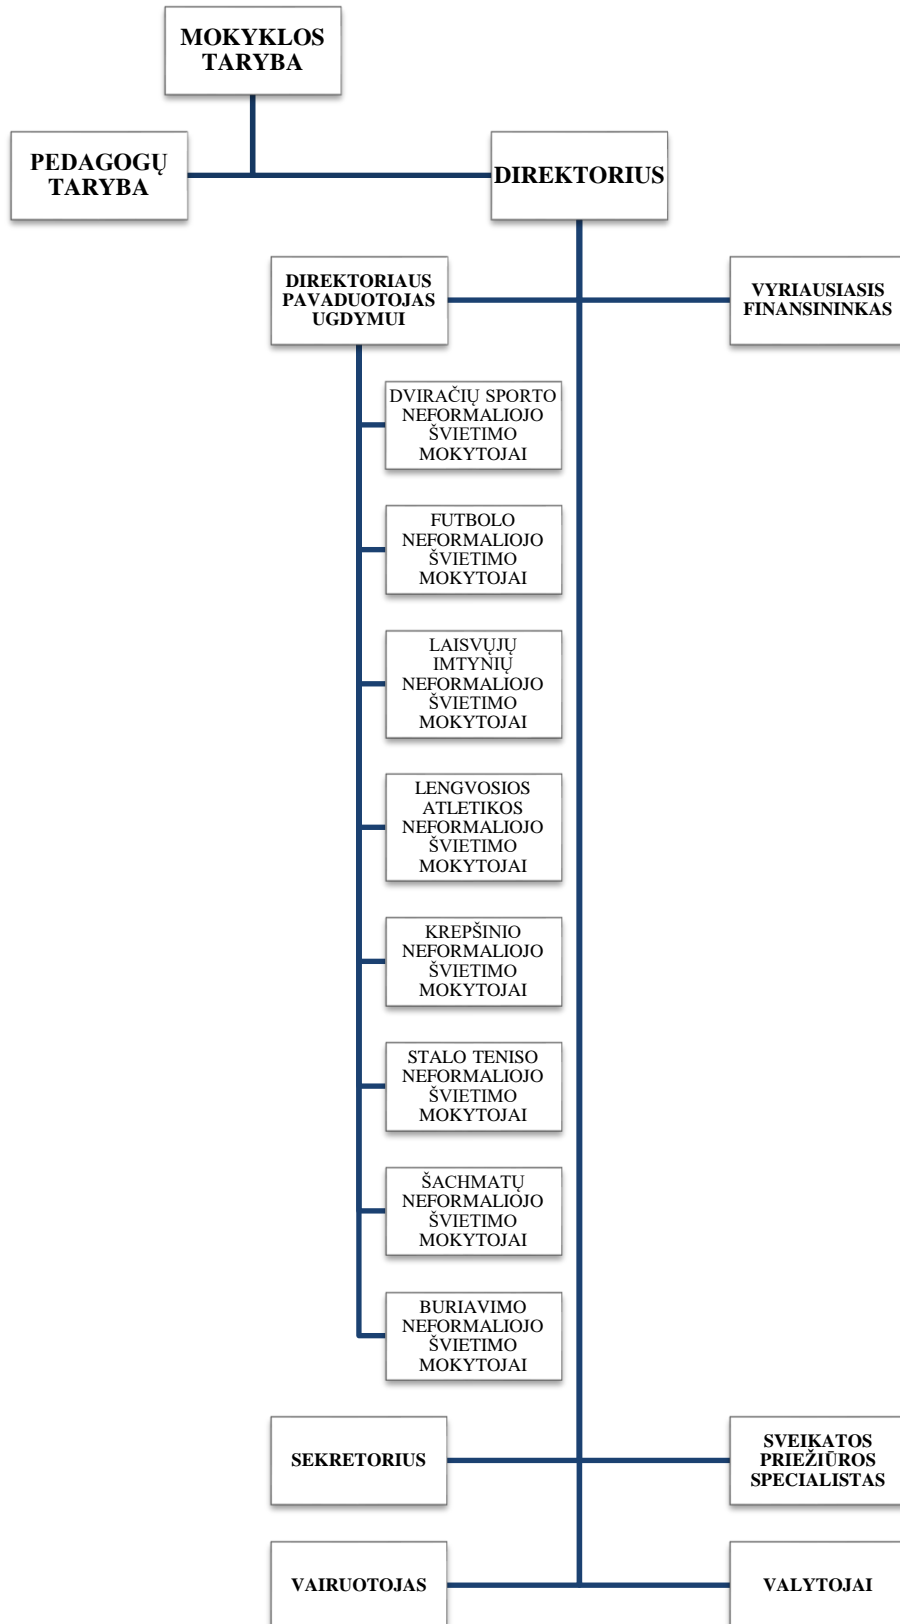 MOKYKLOS
TARYBA
PEDAGOGŲ
TARYBA
DIREKTORIUS
DIREKTORIAUS
PAVADUOTOJAS
UGDYMUI
VYRIAUSIASIS
FINANSININKAS
DVIRAČIŲ SPORTO
NEFORMALIOJO
ŠVIETIMO
MOKYTOJAI
FUTBOLO
NEFORMALIOJO
ŠVIETIMO
MOKYTOJAI
LAISVŲJŲ
IMTYNIŲ
NEFORMALIOJO
ŠVIETIMO
MOKYTOJAI
LENGVOSIOS
ATLETIKOS
NEFORMALIOJO
ŠVIETIMO
MOKYTOJAI
KREPŠINIO
NEFORMALIOJO
ŠVIETIMO
MOKYTOJAI
STALO TENISO
NEFORMALIOJO
ŠVIETIMO
MOKYTOJAI
ŠACHMATŲ
NEFORMALIOJO
ŠVIETIMO
MOKYTOJAI
BURIAVIMO
NEFORMALIOJO
ŠVIETIMO
MOKYTOJAI
SEKRETORIUS
SVEIKATOS
PRIEŽIŪROS
SPECIALISTAS
VAIRUOTOJAS
VALYTOJAI